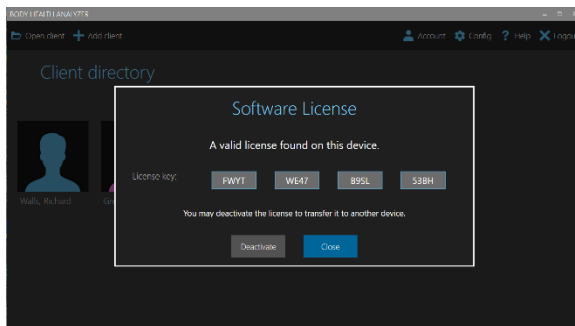 BODY HEALTH ANALYZER
Open client Add client Account Config Help Logout
Client directory
Software License
A valid license found on this device.
License key: FWYT WE47 B9SL 53BH
Walls, Richard
You may deactivate the license to transfer it to another device.
Deactivate Close